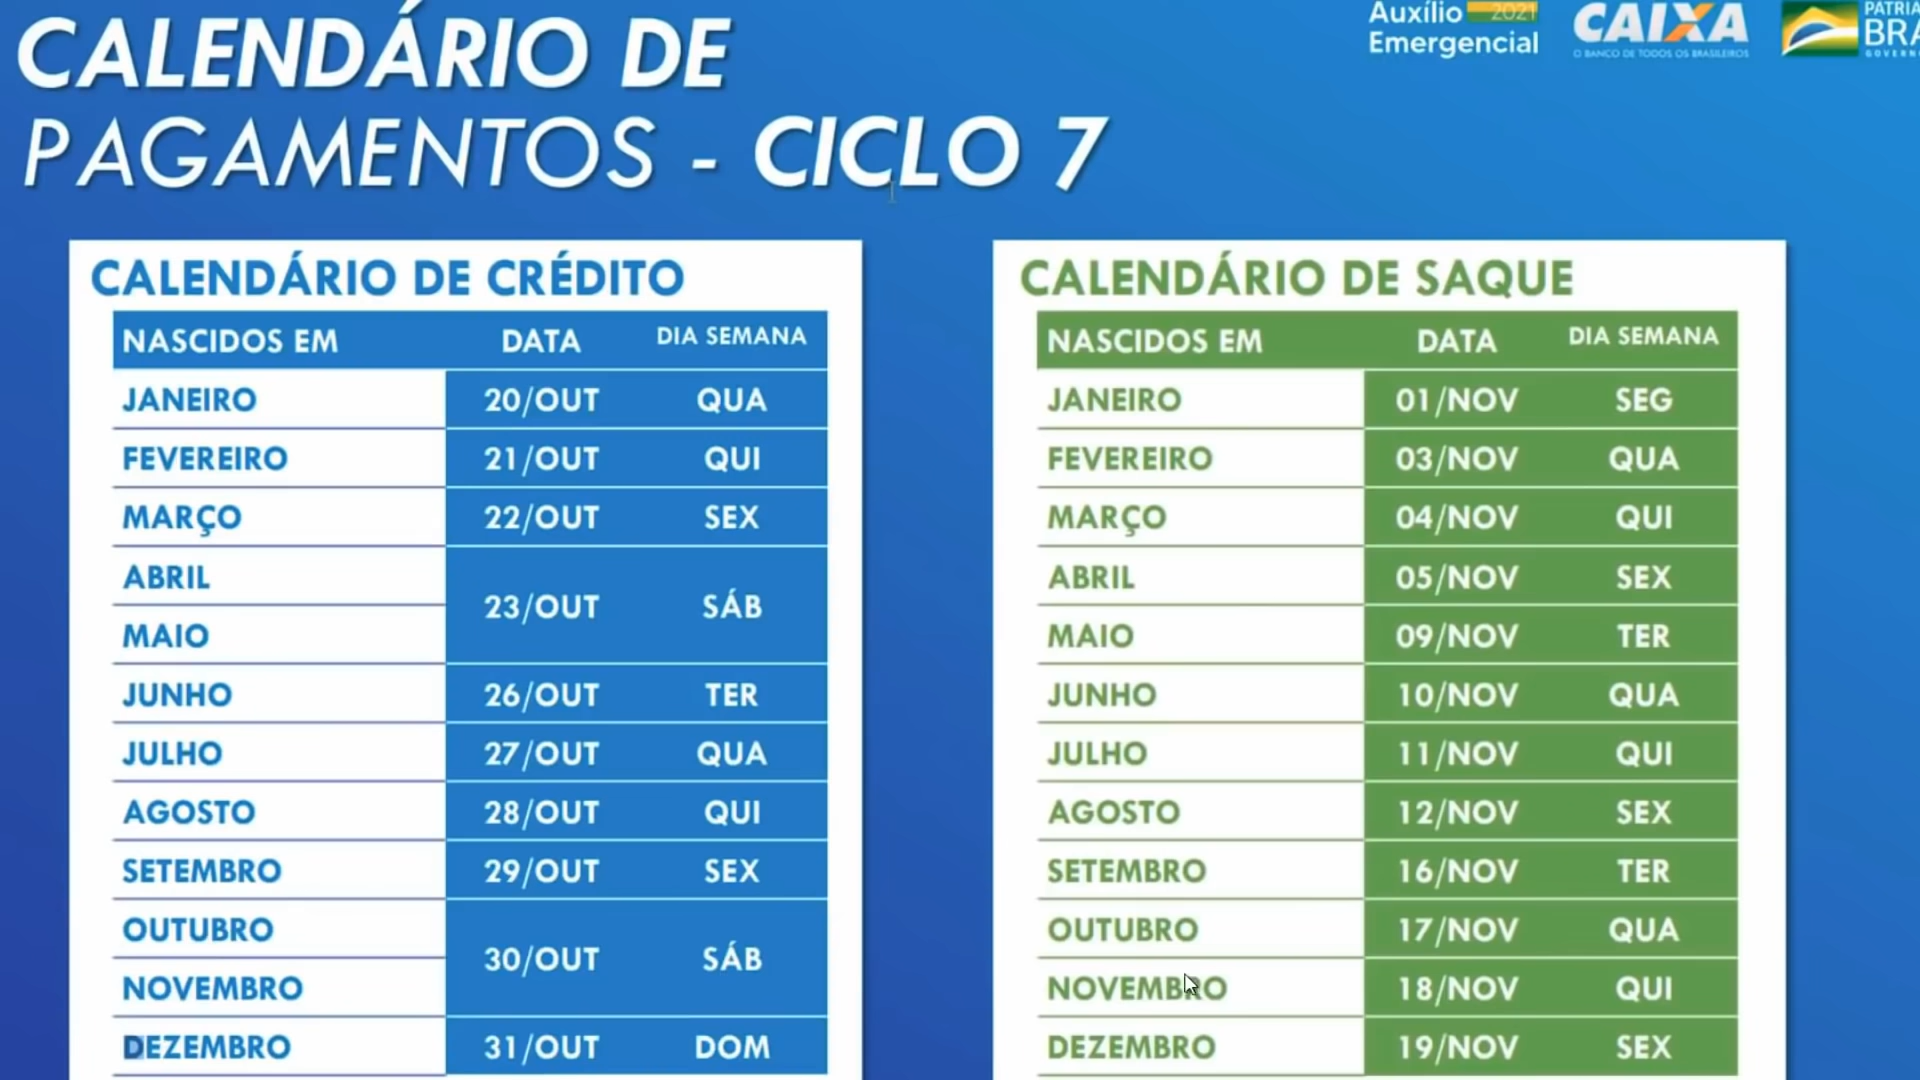 CALENDÁRIO DE
PAGAMENTOS - CICLO 7
Auxílio 2021
Emergencial
CAIXA
O BANCO DE TODOS OS BRASILEIROS
CALENDÁRIO DE CRÉDITO
NASCIDOS EM DATA DIA SEMANA
JANEIRO 20/OUT QUA
FEVEREIRO 21/OUT QUI
MARÇO 22/OUT SEX
ABRIL
23/OUT SÁB
MAIO
JUNHO 26/OUT TER
JULHO 27/OUT QUA
AGOSTO 28/OUT QUI
SETEMBRO 29/OUT SEX
OUTUBRO
30/OUT SÁB
NOVEMBRO
DEZEMBRO 31/OUT DOM
CALENDÁRIO DE SAQUE
NASCIDOS EM DATA DIA SEMANA
JANEIRO 01/NOV SEG
FEVEREIRO 03/NOV QUA
MARÇO 04/NOV QUI
ABRIL 05/NOV SEX
MAIO 09/NOV TER
JUNHO 10/NOV QUA
JULHO 11/NOV QUI
AGOSTO 12/NOV SEX
SETEMBRO 16/NOV TER
OUTUBRO 17/NOV QUA
NOVEMBRO 18/NOV QUI
DEZEMBRO 19/NOV SEX